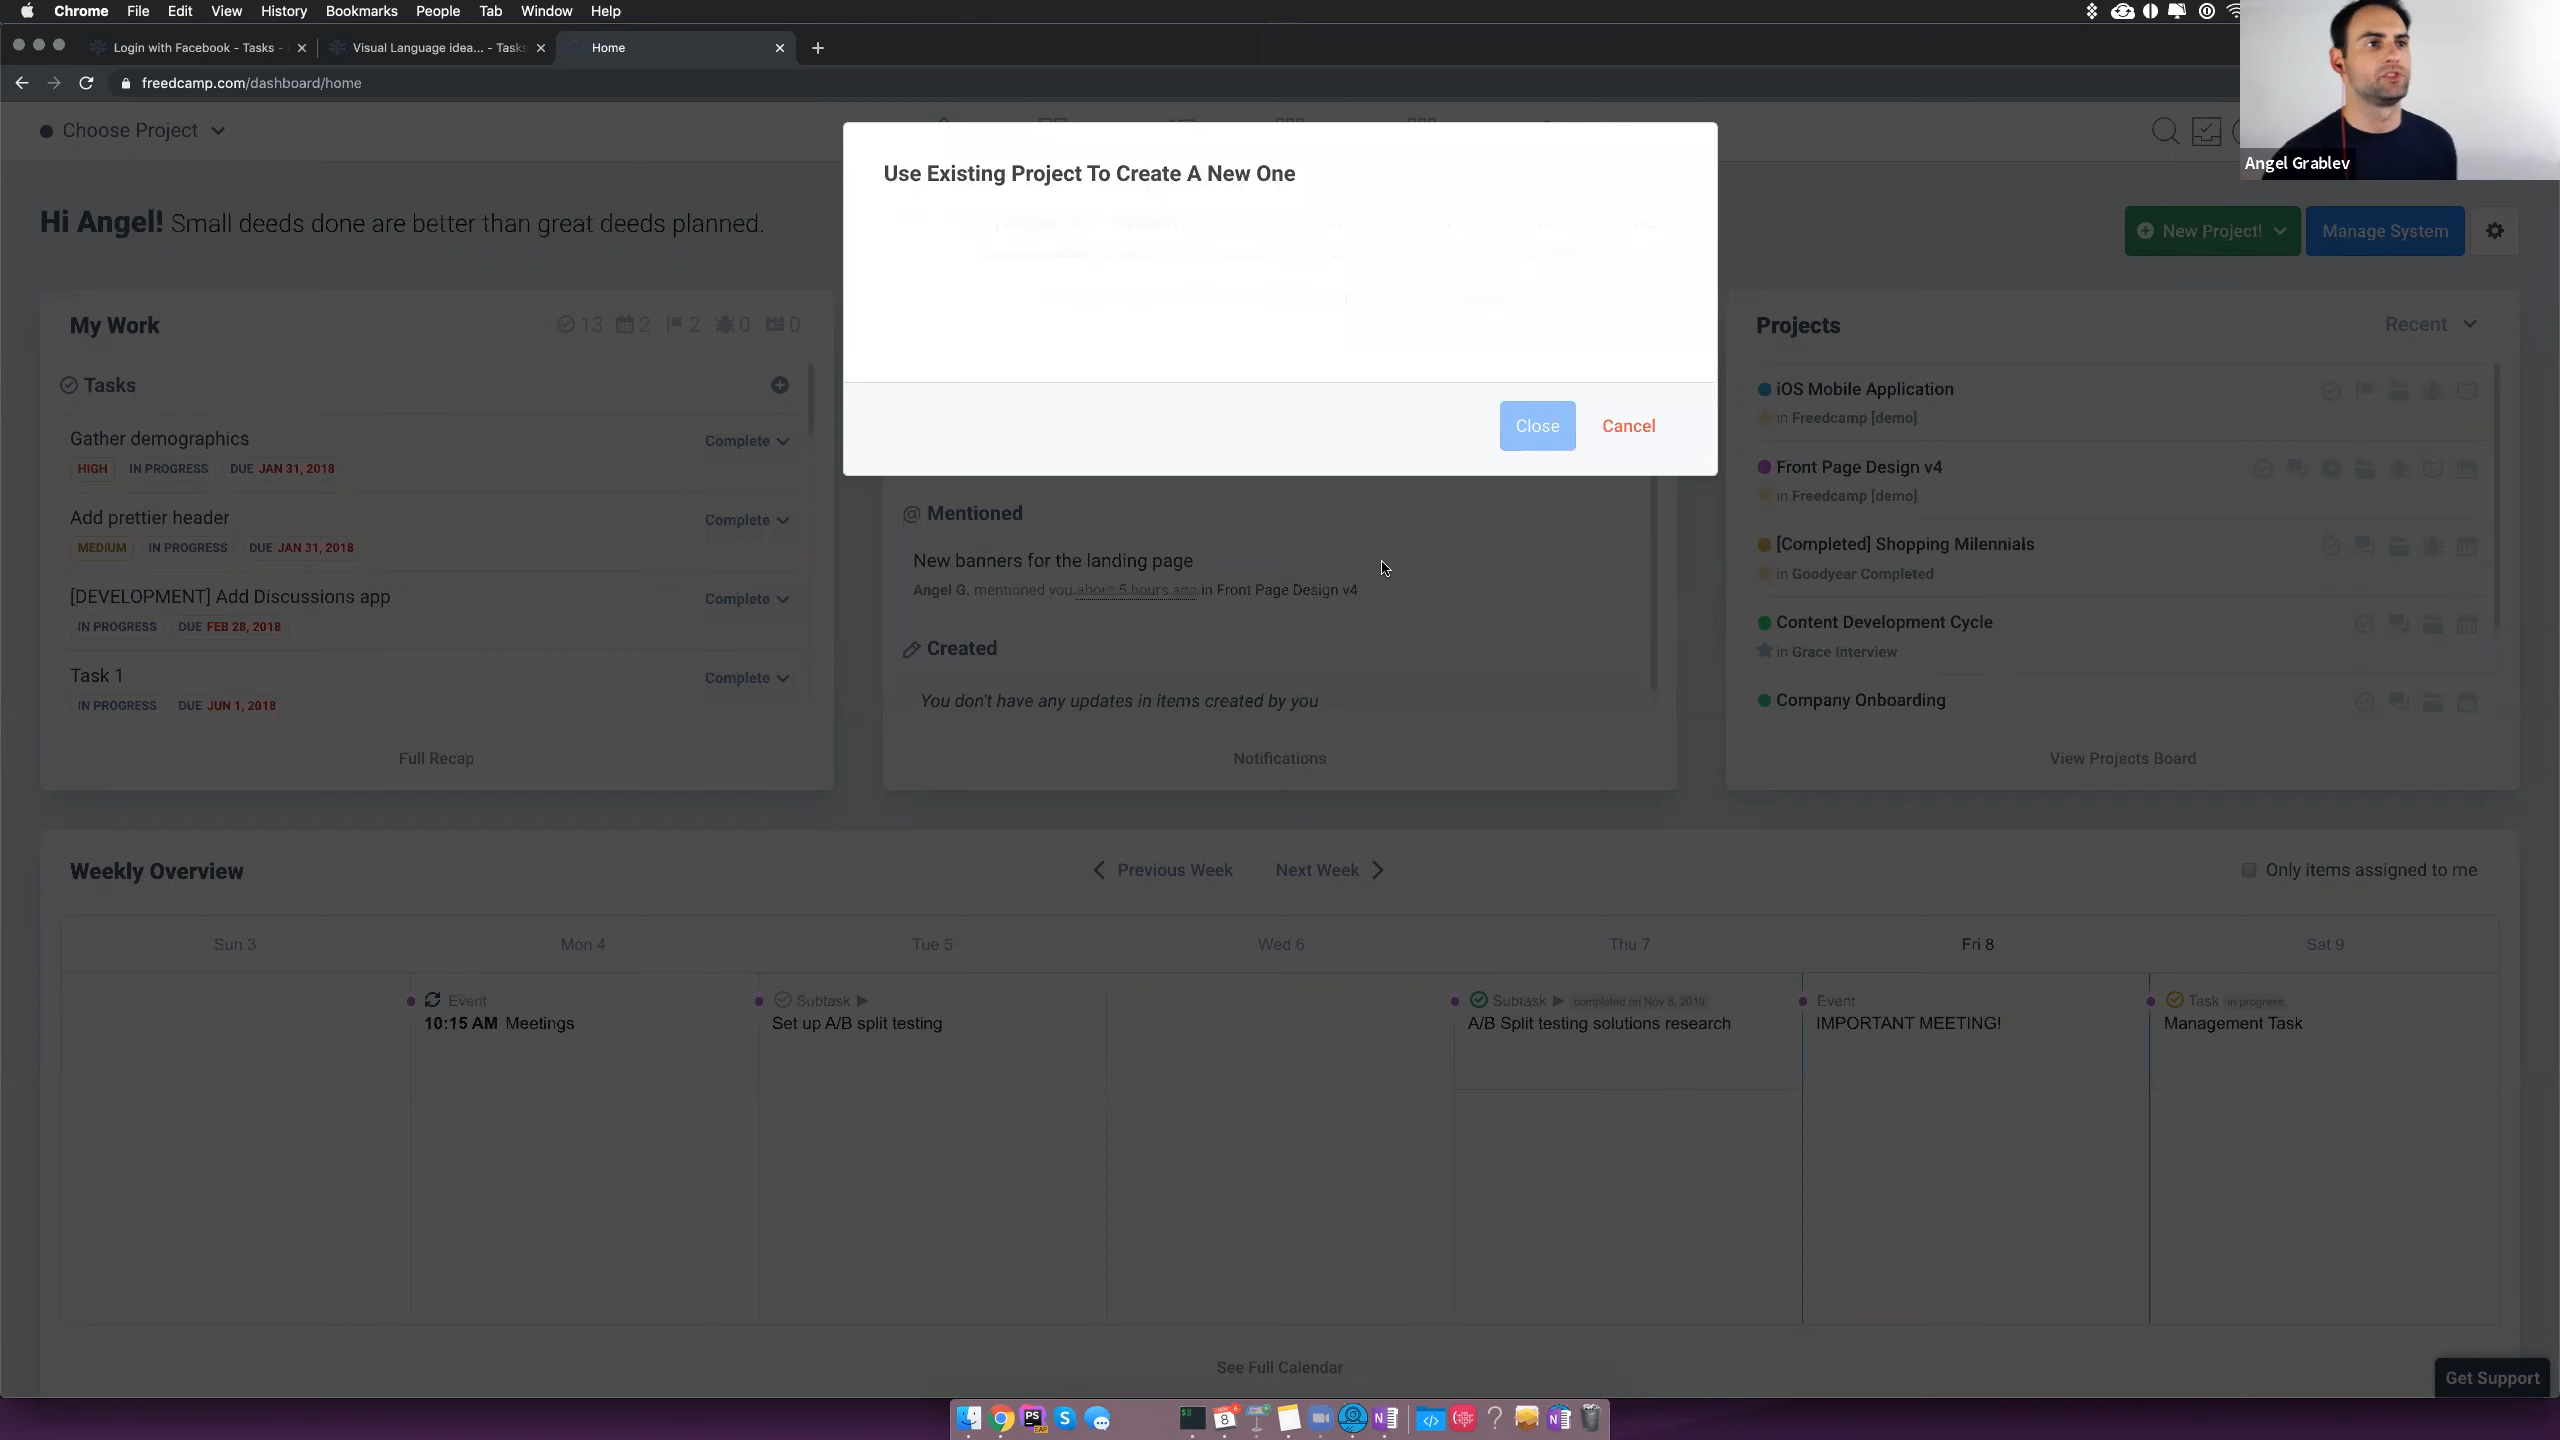 Chrome File Edit View History Bookmarks People Tab Window Help
Login with Facebook - Tasks -
Visual Language idea... - Tasks
Home
freedcamp.com/dashboard/home
Choose Project
Angel Grablev
Use Existing Project To Create A New One
Close Cancel
Hi Angel! Small deeds done are better than great deeds planned.
New Project! Manage System
My Work 13 2 2 0 0
Tasks
Gather demographics Complete
HIGH IN PROGRESS DUE JAN 31, 2018
Add prettier header Complete
MEDIUM IN PROGRESS DUE JAN 31, 2018
[DEVELOPMENT] Add Discussions app Complete
IN PROGRESS DUE FEB 28, 2018
Task 1 Complete
IN PROGRESS DUE JUN 1, 2018
Full Recap
@ Mentioned
New banners for the landing page
Angel G. mentioned you about 5 hours ago in Front Page Design v4
Created
You don't have any updates in items created by you
Notifications
Projects Recent
iOS Mobile Application
in Freedcamp [demo]
Front Page Design v4
in Freedcamp [demo]
[Completed] Shopping Milennials
in Goodyear Completed
Content Development Cycle
in Grace Interview
Company Onboarding
View Projects Board
Weekly Overview Previous Week Next Week Only items assigned to me
Sun 3 Mon 4 Tue 5 Wed 6 Thu 7 Fri 8 Sat 9
Event
10:15 AM Meetings
Subtask
Set up A/B split testing
Subtask completed on Nov 8, 2019
A/B Split testing solutions research
Event
IMPORTANT MEETING!
Task in progress
Management Task
See Full Calendar
Get Support